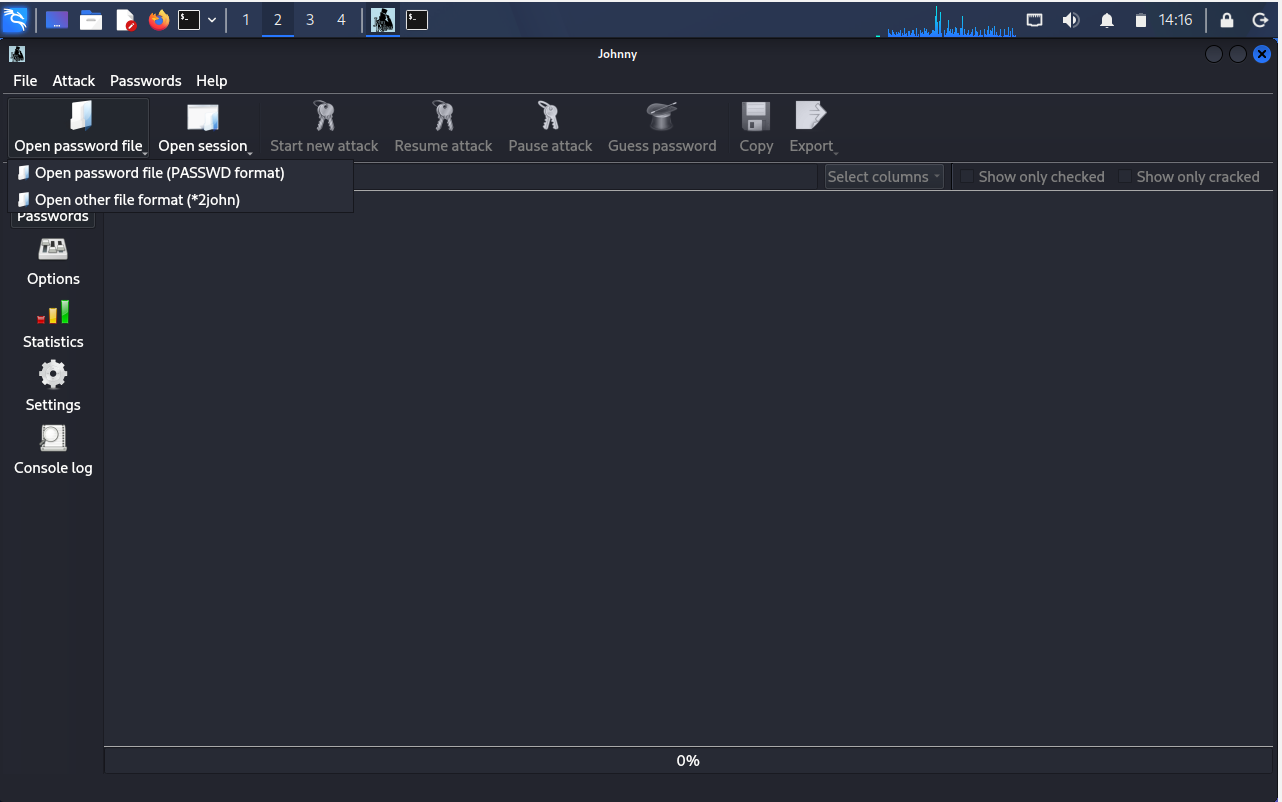 1 2 3 4 14:16
Johnny
File Attack Passwords Help
Open password file Open session Start new attack Resume attack Pause attack Guess password Copy Export
Open password file (PASSWD format)
Select columns Show only checked Show only cracked
Open other file format (*2john)
Passwords
Options
Statistics
Settings
Console log
0%